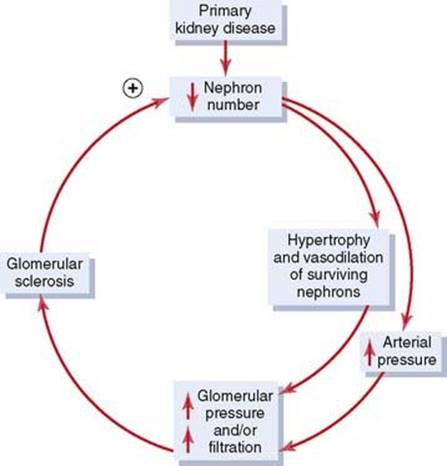 Primary
kidney disease
+
Nephron
number
Hypertrophy
and vasodilation
of surviving
nephrons
Glomerular
sclerosis
Arterial
pressure
Glomerular
pressure
and/or
filtration